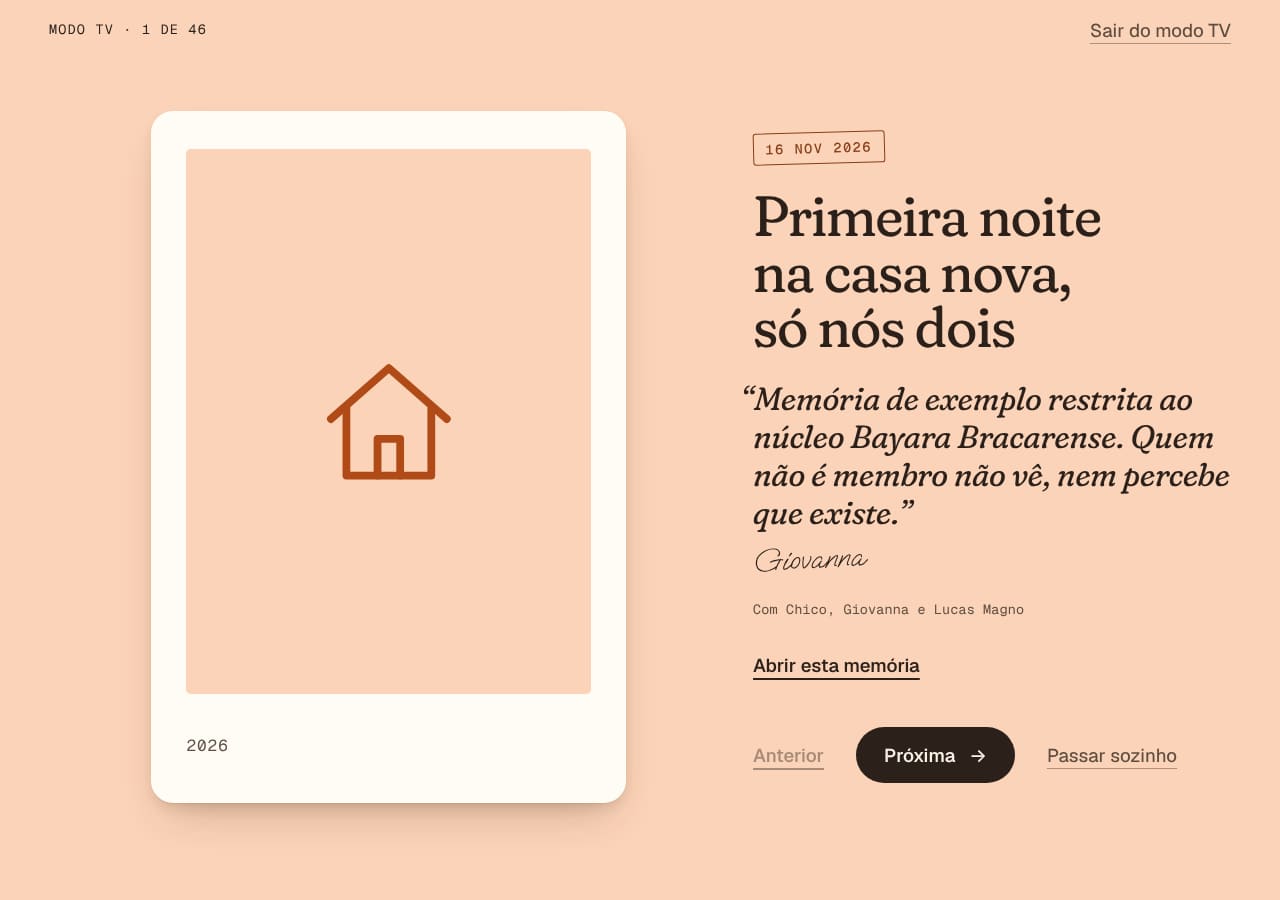 MODO TV · 1 DE 46
Sair do modo TV
16 NOV 2026
Primeira noite
na casa nova,
só nós dois
“Memória de exemplo restrita ao
núcleo Bayara Bracarense. Quem
não é membro não vê, nem percebe
que existe.”
Giovanna
Com Chico, Giovanna e Lucas Magno
Abrir esta memória
2026
Anterior
Próxima →
Passar sozinho